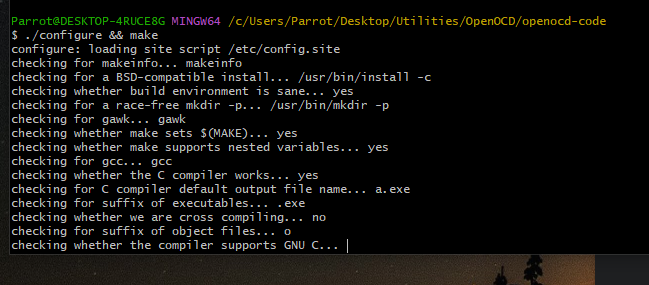 Parrot@DESKTOP-4RUCE8G MINGW64 /c/Users/Parrot/Desktop/Utilities/OpenOCD/openocd-code
$ ./configure && make
configure: loading site script /etc/config.site
checking for makeinfo... makeinfo
checking for a BSD-compatible install... /usr/bin/install -c
checking whether build environment is sane... yes
checking for a race-free mkdir -p... /usr/bin/mkdir -p
checking for gawk... gawk
checking whether make sets $(MAKE)... yes
checking whether make supports nested variables... yes
checking for gcc... gcc
checking whether the C compiler works... yes
checking for C compiler default output file name... a.exe
checking for suffix of executables... .exe
checking whether we are cross compiling... no
checking for suffix of object files... o
checking whether the compiler supports GNU C...